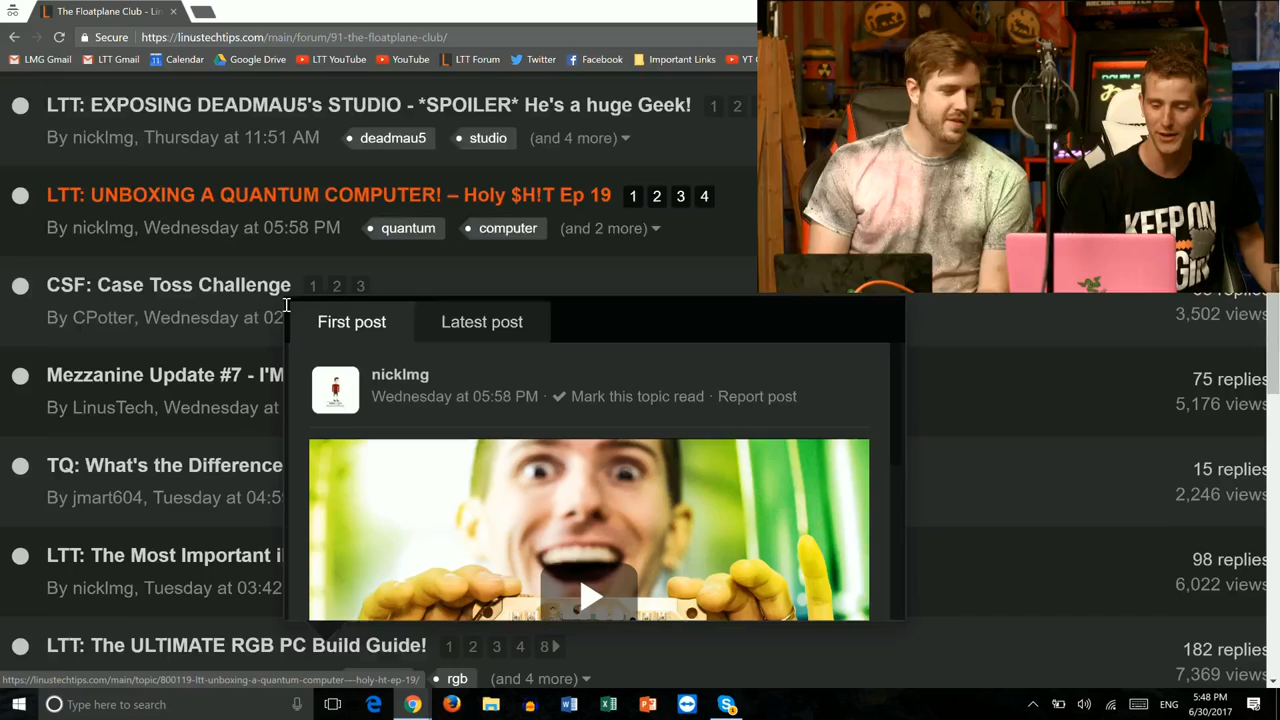 The Floatplane Club - Lin
Secure
https://linustechtips.com/main/forum/91-the-floatplane-club/
LMG Gmail
LTT Gmail
Calendar
Google Drive
LTT YouTube
YouTube
LTT Forum
Twitter
Facebook
Important Links
YT C
LTT: EXPOSING DEADMAU5's STUDIO - *SPOILER* He's a huge Geek! 1 2
By nicklmg, Thursday at 11:51 AM deadmau5 studio (and 4 more)
LTT: UNBOXING A QUANTUM COMPUTER! – Holy $H!T Ep 19 1 2 3 4
By nicklmg, Wednesday at 05:58 PM quantum computer (and 2 more)
CSF: Case Toss Challenge 1 2 3
By CPotter, Wednesday at 02
3,502 views
First post
Latest post
nicklmg
Wednesday at 05:58 PM · Mark this topic read · Report post
Mezzanine Update #7 - I'M
By LinusTech, Wednesday at
75 replies
5,176 views
TQ: What's the Difference
By jmart604, Tuesday at 04:5
15 replies
2,246 views
LTT: The Most Important i
By nicklmg, Tuesday at 03:42
98 replies
6,022 views
LTT: The ULTIMATE RGB PC Build Guide! 1 2 3 4 8
rgb (and 4 more)
182 replies
7,369 views
https://linustechtips.com/main/topic/800119-ltt-unboxing-a-quantum-computer-–-holy-ht-ep-19/
Type here to search
ENG
5:48 PM
6/30/2017
KEEP ON